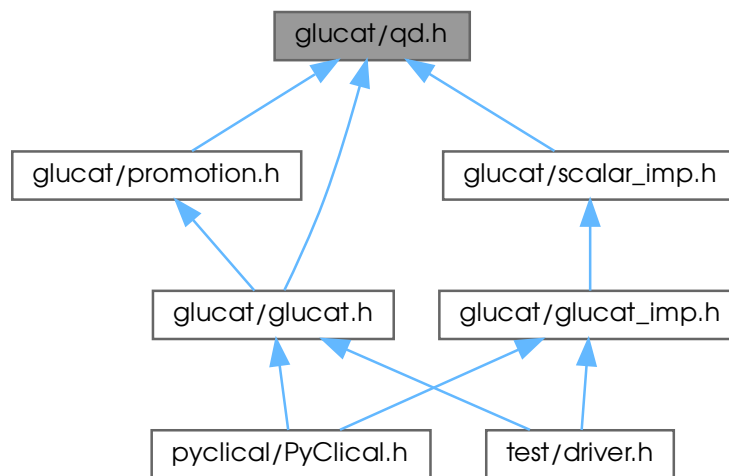 glucat/qd.h
glucat/promotion.h
glucat/scalar_imp.h
glucat/glucat.h
glucat/glucat_imp.h
pyclical/PyClical.h
test/driver.h